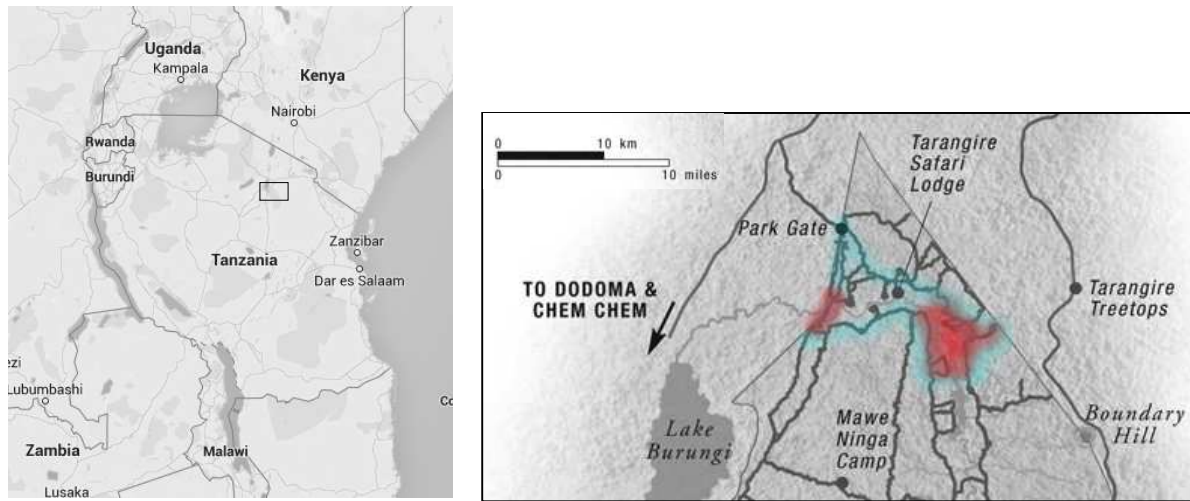 Uganda
Kampala
Kenya
Nairobi
Rwanda
Burundi
Zanzibar
Tanzania
Dar es Salaam
ezi
Lubumbashi
Co
Zambia
Malawi
Lusaka
0 10 km
0 10 miles
Tarangire
Safari
Lodge
Park Gate
TO DODOMA &
CHEM CHEM
Tarangire
Treetops
Lake
Burungi
Mawe
Ninga
Camp
Boundary
Hill